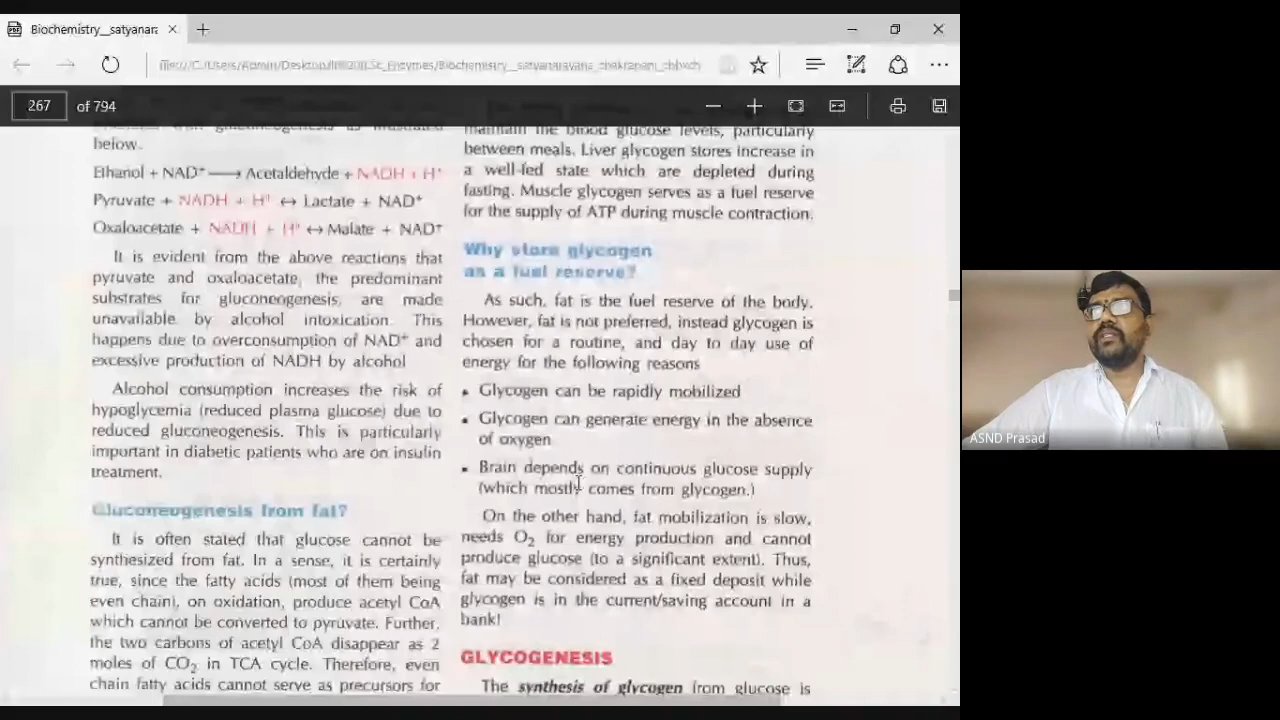 Biochemistry_satyanara
267 of 794
below.
Ethanol + NAD⁺ ⟶ Acetaldehyde + NADH + H⁺
Pyruvate + NADH + H⁺ ↔ Lactate + NAD⁺
Oxaloacetate + NADH + H⁺ ↔ Malate + NAD⁺
It is evident from the above reactions that
pyruvate and oxaloacetate, the predominant
substrates for gluconeogenesis, are made
unavailable by alcohol intoxication. This
happens due to overconsumption of NAD⁺ and
excessive production of NADH by alcohol
Alcohol consumption increases the risk of
hypoglycemia (reduced plasma glucose) due to
reduced gluconeogenesis. This is particularly
important in diabetic patients who are on insulin
treatment.
Gluconeogenesis from fat?
It is often stated that glucose cannot be
synthesized from fat. In a sense, it is certainly
true, since the fatty acids (most of them being
even chain), on oxidation, produce acetyl CoA
which cannot be converted to pyruvate. Further,
the two carbons of acetyl CoA disappear as 2
moles of CO₂ in TCA cycle. Therefore, even
chain fatty acids cannot serve as precursors for
maintain the blood glucose levels, particularly
between meals. Liver glycogen stores increase in
a well-fed state which are depleted during
fasting. Muscle glycogen serves as a fuel reserve
for the supply of ATP during muscle contraction.
Why store glycogen
as a fuel reserve?
As such, fat is the fuel reserve of the body.
However, fat is not preferred, instead glycogen is
chosen for a routine, and day to day use of
energy for the following reasons
• Glycogen can be rapidly mobilized
• Glycogen can generate energy in the absence
of oxygen
• Brain depends on continuous glucose supply
(which mostly comes from glycogen.)
On the other hand, fat mobilization is slow,
needs O₂ for energy production and cannot
produce glucose (to a significant extent). Thus,
fat may be considered as a fixed deposit while
glycogen is in the current/saving account in a
bank!
GLYCOGENESIS
The synthesis of glycogen from glucose is
ASND Prasad